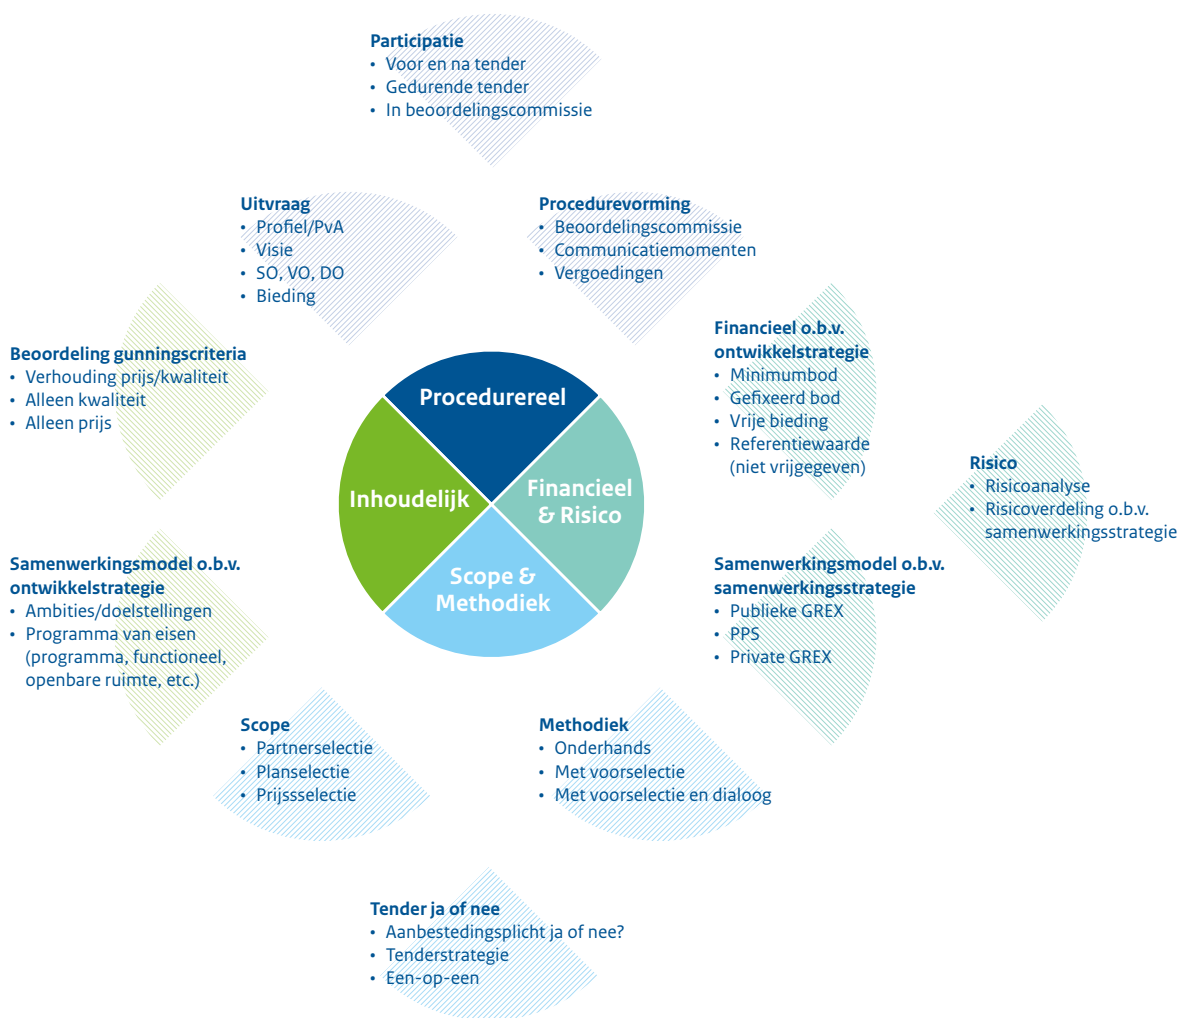 Participatie
• Voor en na tender
• Gedurende tender
• In beoordelingscommissie
Uitvraag
• Profiel/PvA
• Visie
• SO, VO, DO
• Bieding
Procedurevorming
• Beoordelingscommissie
• Communicatiemomenten
• Vergoedingen
Beoordeling gunningscriteria
• Verhouding prijs/kwaliteit
• Alleen kwaliteit
• Alleen prijs
Financieel o.b.v.
ontwikkelstrategie
• Minimumbod
• Gefixeerd bod
• Vrije bieding
• Referentiewaarde
(niet vrijgegeven)
Risico
• Risicoanalyse
• Risicoverdeling o.b.v.
samenwerkingsstrategie
Procedurereel
Inhoudelijk
Financieel
& Risico
Scope &
Methodiek
Samenwerkingsmodel o.b.v.
ontwikkelstrategie
• Ambities/doelstellingen
• Programma van eisen
(programma, functioneel,
openbare ruimte, etc.)
Samenwerkingsmodel o.b.v.
samenwerkingsstrategie
• Publieke GREX
• PPS
• Private GREX
Scope
• Partnerselectie
• Planselectie
• Prijssselectie
Methodiek
• Onderhands
• Met voorselectie
• Met voorselectie en dialoog
Tender ja of nee
• Aanbestedingsplicht ja of nee?
• Tenderstrategie
• Een-op-een